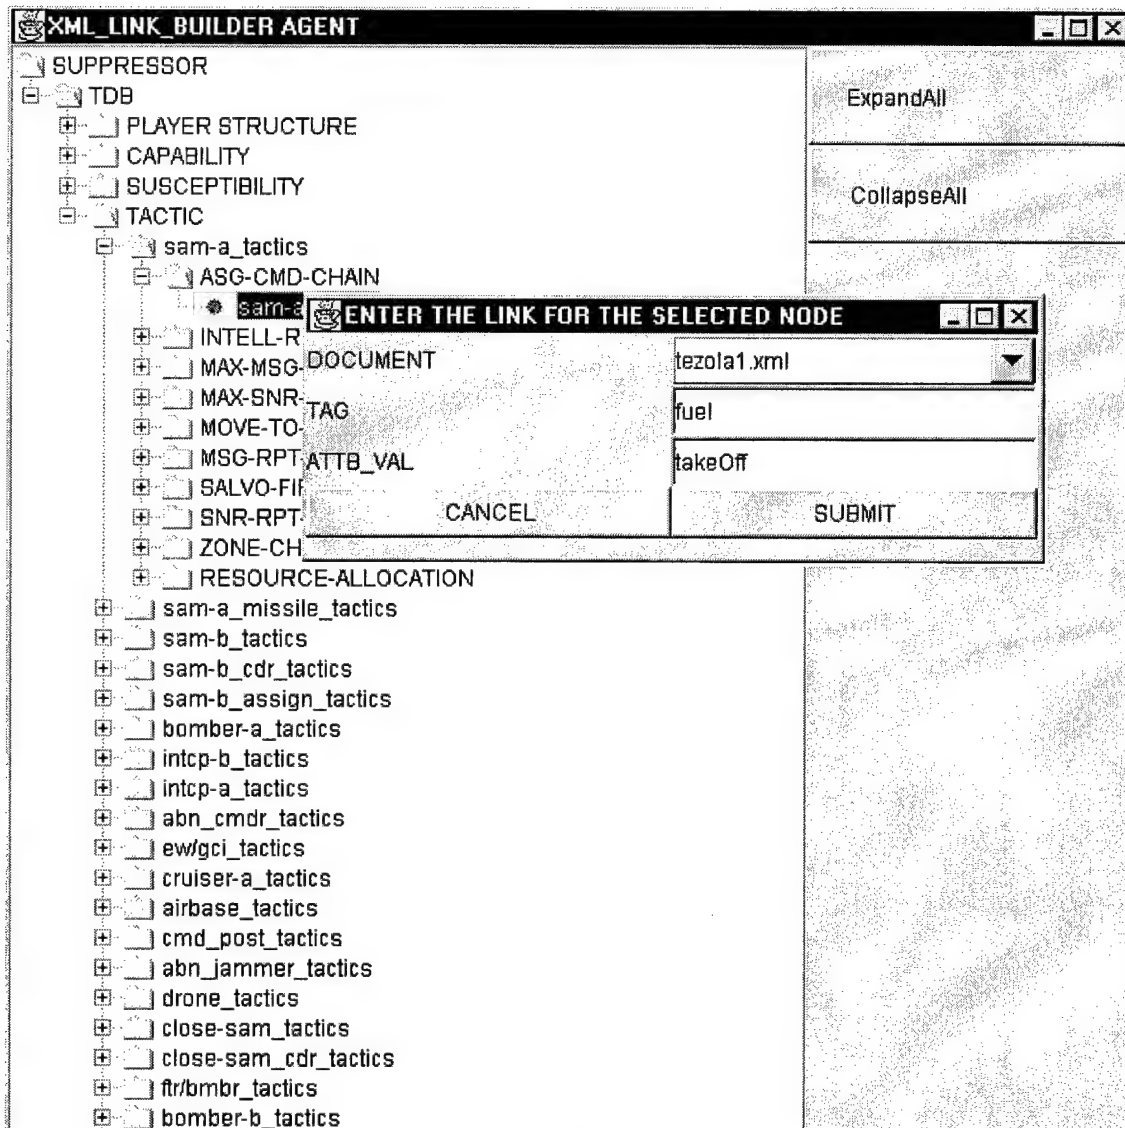 XML_LINK_BUILDER AGENT
SUPPRESSOR
TDB
PLAYER STRUCTURE
CAPABILITY
SUSCEPTIBILITY
TACTIC
sam-a_tactics
ASG-CMD-CHAIN
sam-a
INTELL-R
MAX-MSG-
MAX-SNR-
MOVE-TO-
MSG-RPT-
SALVO-FI
SNR-RPT-
ZONE-CH
RESOURCE-ALLOCATION
sam-a_missile_tactics
sam-b_tactics
sam-b_cdr_tactics
sam-b_assign_tactics
bomber-a_tactics
intcp-b_tactics
intcp-a_tactics
abn_cmdr_tactics
ew/gci_tactics
cruiser-a_tactics
airbase_tactics
cmd_post_tactics
abn_jammer_tactics
drone_tactics
close-sam_tactics
close-sam_cdr_tactics
ftr/bmbr_tactics
bomber-b_tactics
ExpandAll
CollapseAll
ENTER THE LINK FOR THE SELECTED NODE
DOCUMENT tezola1.xml
TAG fuel
ATTB_VAL takeOff
CANCEL SUBMIT